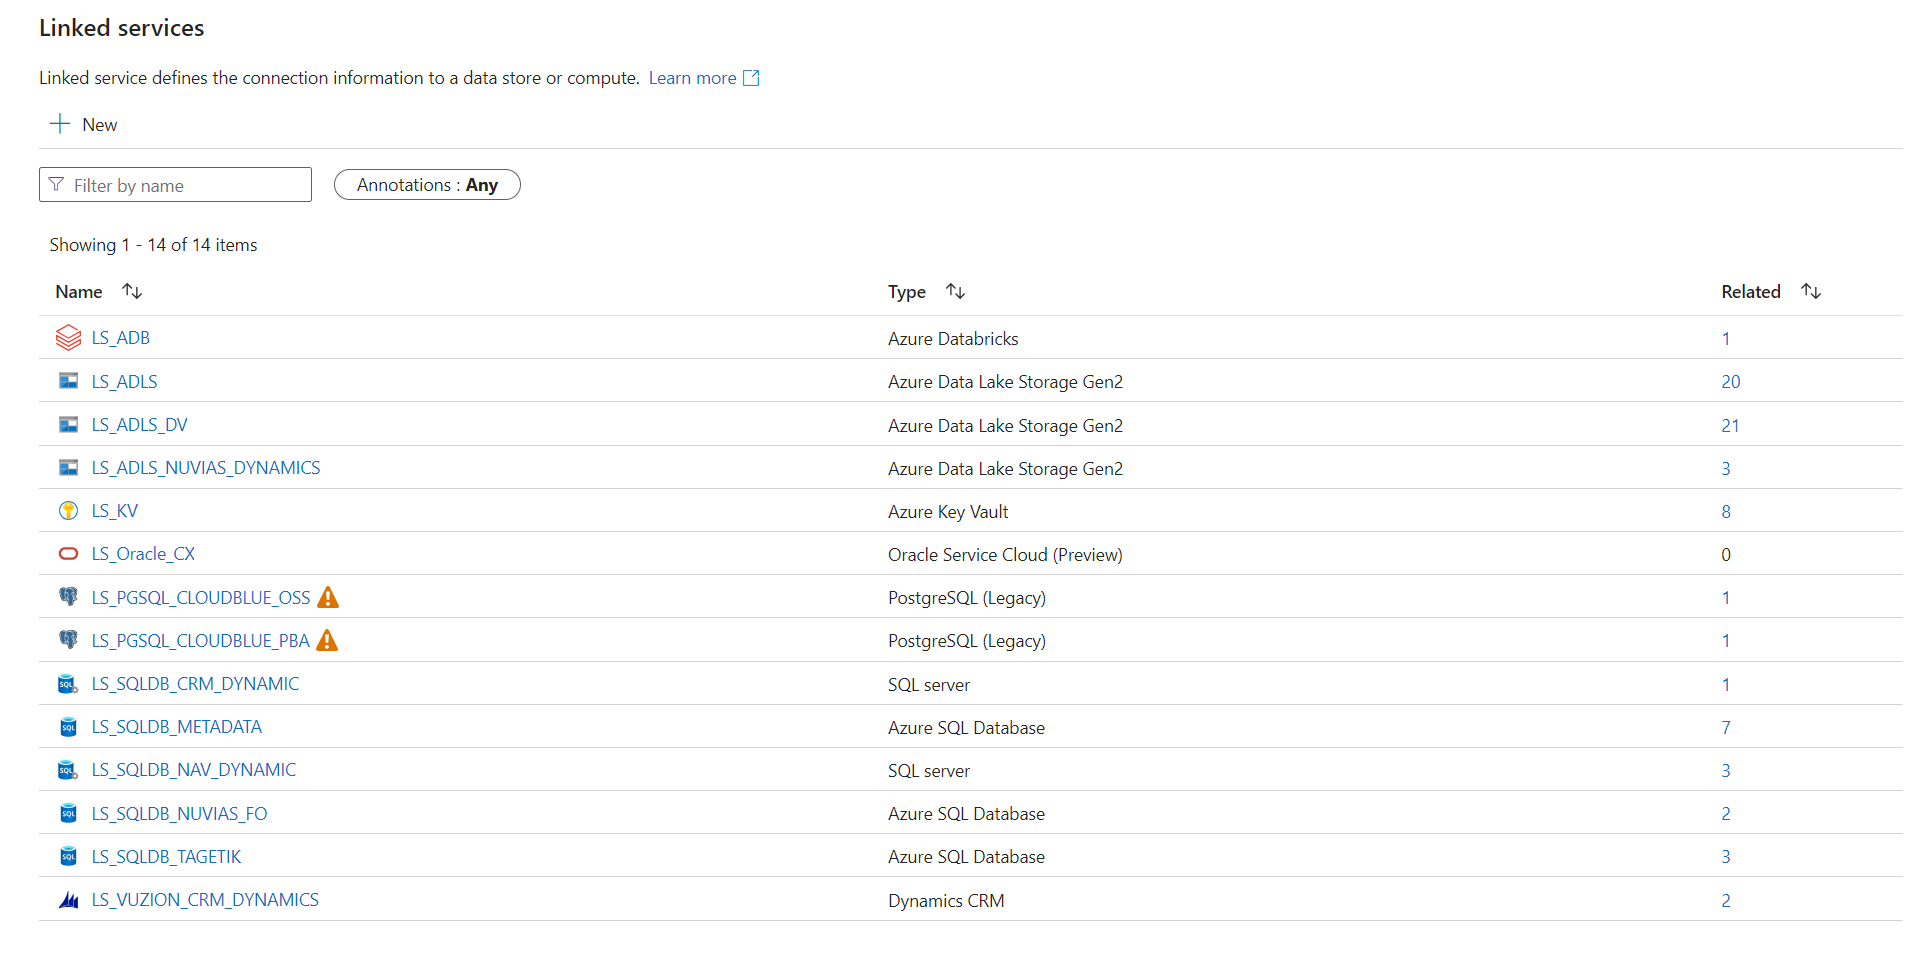 Linked services
Linked service defines the connection information to a data store or compute. Learn more
New
Filter by name
Annotations : Any
Showing 1 - 14 of 14 items
Name Type Related
LS_ADB Azure Databricks 1
LS_ADLS Azure Data Lake Storage Gen2 20
LS_ADLS_DV Azure Data Lake Storage Gen2 21
LS_ADLS_NUVIAS_DYNAMICS Azure Data Lake Storage Gen2 3
LS_KV Azure Key Vault 8
LS_Oracle_CX Oracle Service Cloud (Preview) 0
LS_PGSQL_CLOUDBLUE_OSS PostgreSQL (Legacy) 1
LS_PGSQL_CLOUDBLUE_PBA PostgreSQL (Legacy) 1
LS_SQLDB_CRM_DYNAMIC SQL server 1
LS_SQLDB_METADATA Azure SQL Database 7
LS_SQLDB_NAV_DYNAMIC SQL server 3
LS_SQLDB_NUVIAS_FO Azure SQL Database 2
LS_SQLDB_TAGETIK Azure SQL Database 3
LS_VUZION_CRM_DYNAMICS Dynamics CRM 2